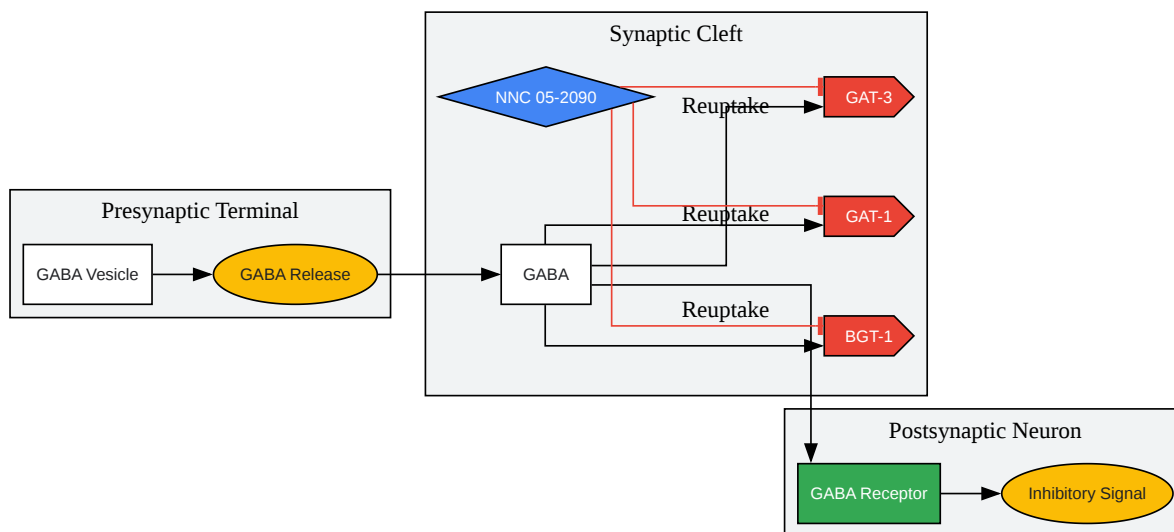 Synaptic Cleft
NNC 05-2090
GAT-3
Reuptake
Presynaptic Terminal
Reuptake
GAT-1
GABA Vesicle
GABA Release
GABA
Reuptake
BGT-1
Postsynaptic Neuron
GABA Receptor
Inhibitory Signal